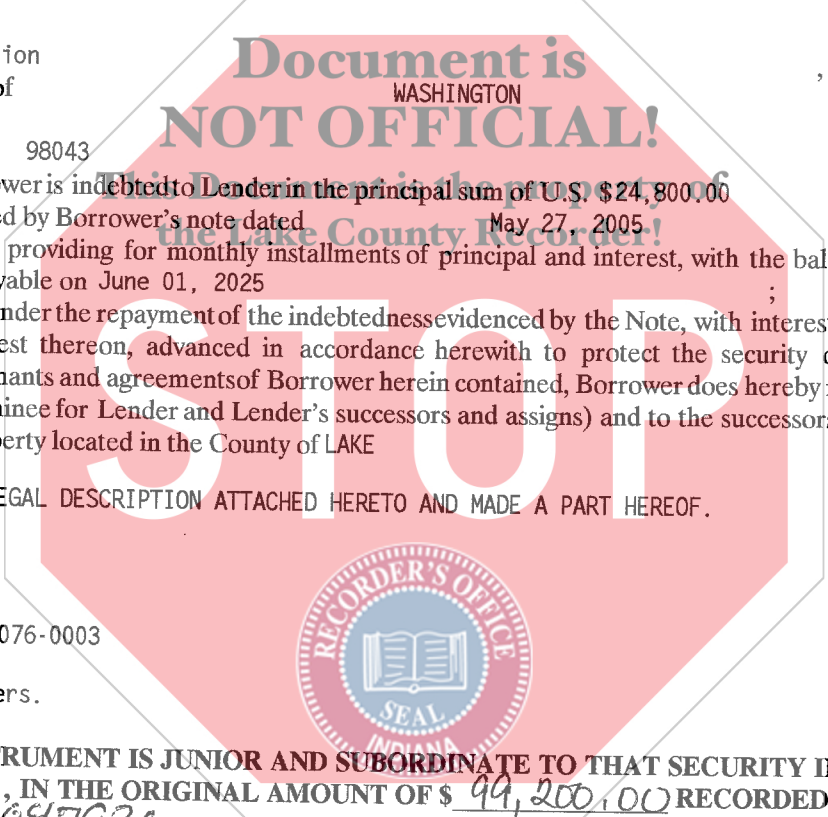 Document is
ion
of
,
WASHINGTON
NOT OFFICIAL!
98043
This Document is the property of
wer is indebted to Lender in the principal sum of U.S. $24,800.00
d by Borrower's note dated May 27, 2005
the Lake County Recorder!
providing for monthly installments of principal and interest, with the bal
yable on June 01, 2025
;
nder the repayment of the indebtedness evidenced by the Note, with interes
est thereon, advanced in accordance herewith to protect the security
nants and agreements of Borrower herein contained, Borrower does hereby
inee for Lender and Lender's successors and assigns) and to the successor
erty located in the County of LAKE
STOP
EGAL DESCRIPTION ATTACHED HERETO AND MADE A PART HEREOF.
RECORDER'S OFFICE
SEAL
INDIANA
076-0003
ers.
RUMENT IS JUNIOR AND SUBORDINATE TO THAT SECURITY I
, IN THE ORIGINAL AMOUNT OF $ 99,200.00 RECORDED